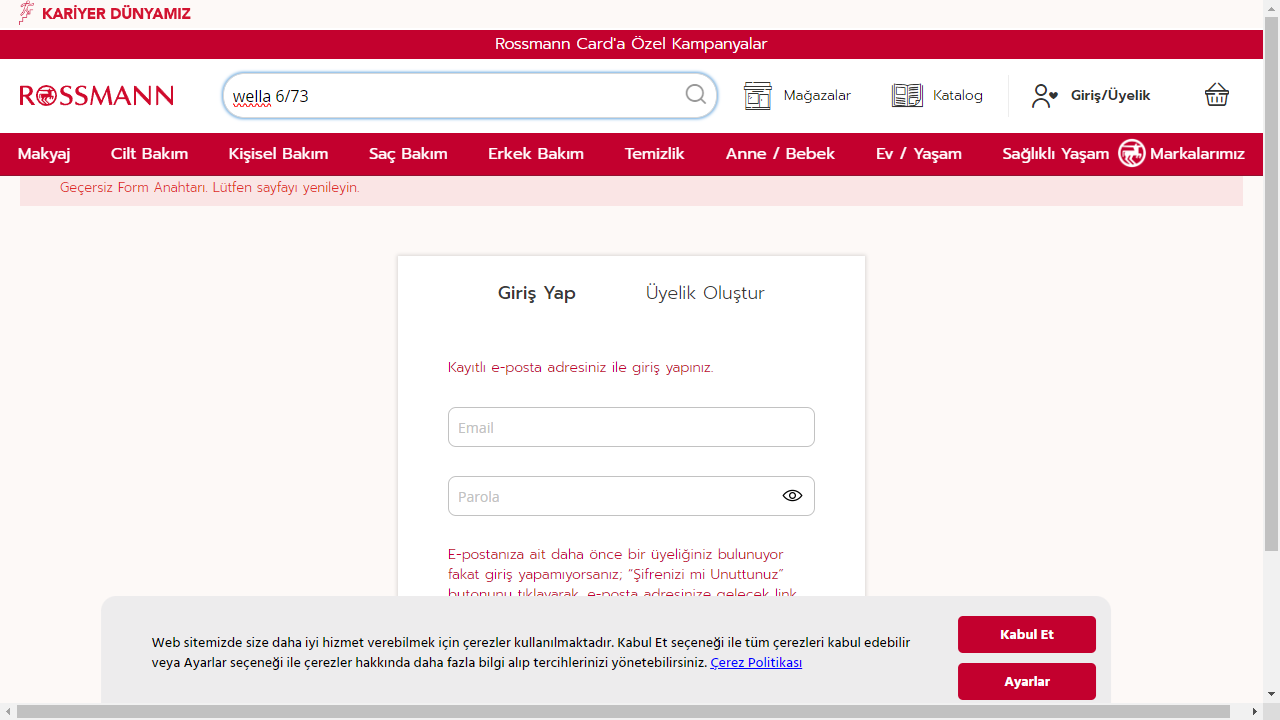 KARİYER DÜNYAMIZ
Rossmann Card'a Özel Kampanyalar
ROSSMANN
wella 6/73
Mağazalar
Katalog
Giriş/Üyelik
Makyaj
Cilt Bakım
Kişisel Bakım
Saç Bakım
Erkek Bakım
Temizlik
Anne / Bebek
Ev / Yaşam
Sağlıklı Yaşam
Markalarımız
Geçersiz Form Anahtarı. Lütfen sayfayı yenileyin.
Giriş Yap
Üyelik Oluştur
Kayıtlı e-posta adresiniz ile giriş yapınız.
Email
Parola
E-postanıza ait daha önce bir üyeliğiniz bulunuyor
fakat giriş yapamıyorsanız; "Şifrenizi mi Unuttunuz"
butonunu tıklayarak, e-posta adresinize gelecek link
Web sitemizde size daha iyi hizmet verebilmek için çerezler kullanılmaktadır. Kabul Et seçeneği ile tüm çerezleri kabul edebilir
veya Ayarlar seçeneği ile çerezler hakkında daha fazla bilgi alıp tercihlerinizi yönetebilirsiniz. Çerez Politikası
Kabul Et
Ayarlar